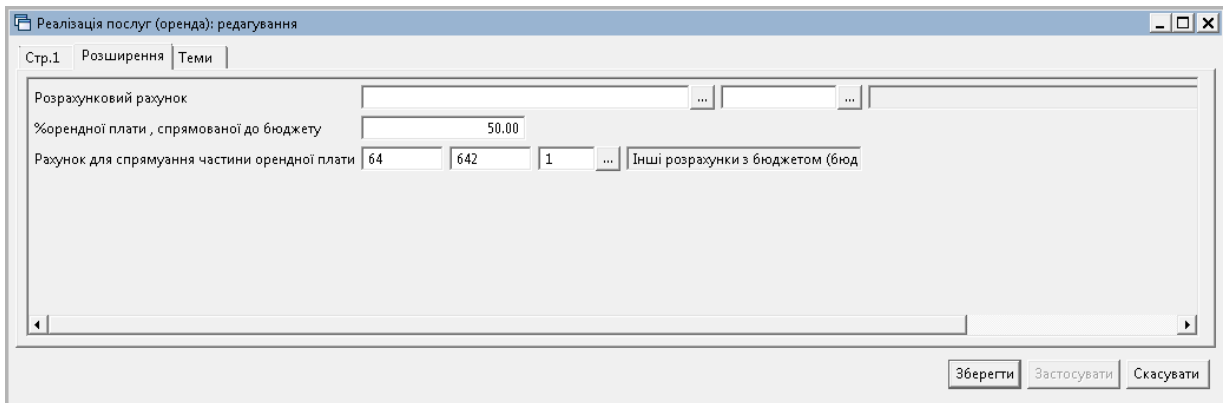 Реалізація послуг (оренда): редагування
Стр.1 Розширення Теми
Розрахунковий рахунок ... ...
%орендної плати , спрямованої до бюджету 50.00
Рахунок для спрямуання частини орендної плати 64 642 1 ... Інші розрахунки з бюджетом (бюд
Зберегти Застосувати Скасувати